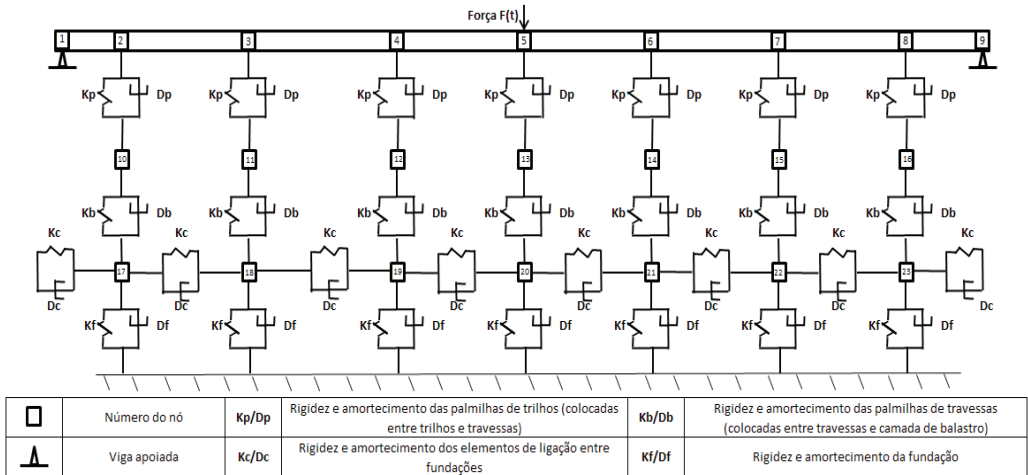 Força F(t)
1 2 3 4 5 6 7 8 9
Kp Dp Kp Dp Kp Dp Kp Dp Kp Dp Kp Dp Kp Dp
10 11 12 13 14 15 16
Kb Db Kb Db Kb Db Kb Db Kb Db Kb Db Kb Db
Kc Kc Kc Kc Kc Kc Kc Kc
17 18 19 20 21 22 23
Dc Dc Dc Dc Dc Dc Dc Dc
Kf Df Kf Df Kf Df Kf Df Kf Df Kf Df Kf Df
Número do nó
Kp/Dp
Rigidez e amortecimento das palmilhas de trilhos (colocadas
entre trilhos e travessas)
Kb/Db
Rigidez e amortecimento das palmilhas de travessas
(colocadas entre travessas e camada de balastro)
Viga apoiada
Kc/Dc
Rigidez e amortecimento dos elementos de ligação entre
fundações
Kf/Df
Rigidez e amortecimento da fundação